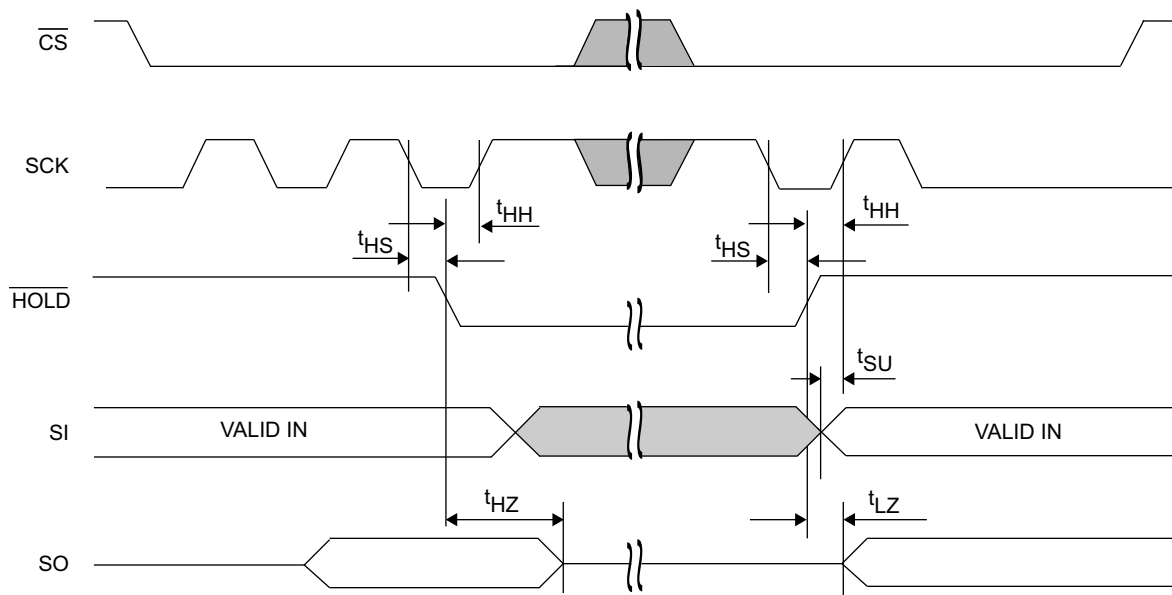 CS
SCK
tHH
tHH
tHS
tHS
HOLD
tSU
SI
VALID IN
VALID IN
tHZ
tLZ
SO